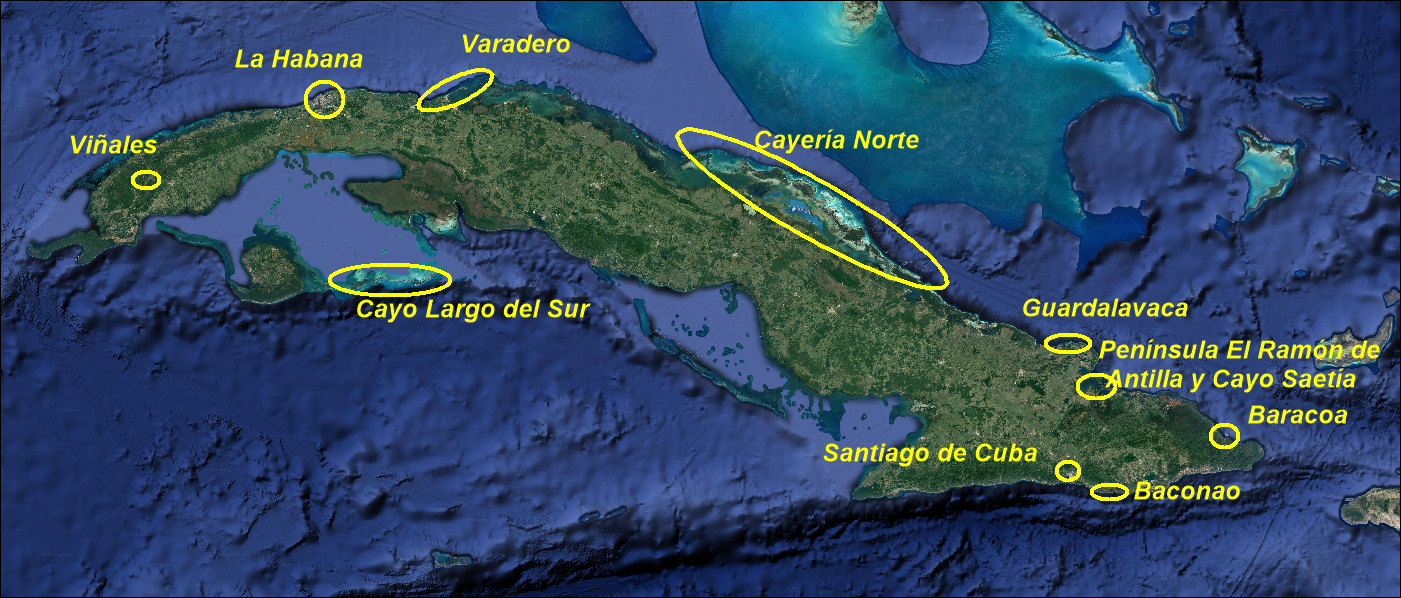 Varadero
La Habana
Cayería Norte
Viñales
Guardalavaca
Cayo Largo del Sur
Península El Ramón de
Antilla y Cayo Saetía
Baracoa
Santiago de Cuba
Baconao